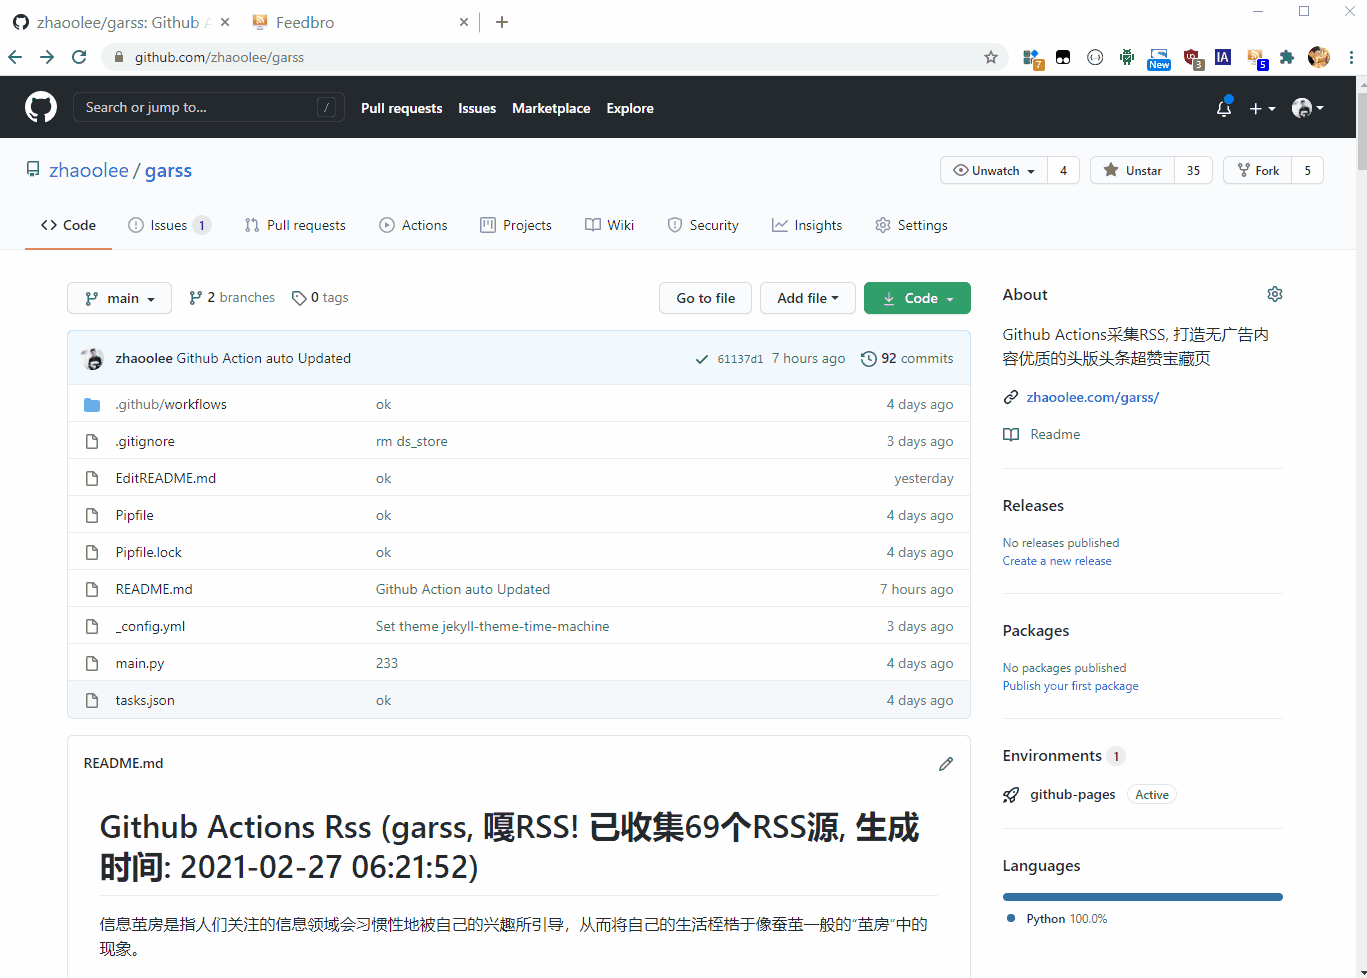 zhaoolee/garss: Github A
Feedbro
github.com/zhaoolee/garss
7
New
3
IA
5
Search or jump to...
/
Pull requests
Issues
Marketplace
Explore
zhaoolee / garss
Unwatch
4
Unstar
35
Fork
5
Code
Issues 1
Pull requests
Actions
Projects
Wiki
Security
Insights
Settings
main
2 branches
0 tags
Go to file
Add file
Code
zhaoolee Github Action auto Updated
61137d1 7 hours ago
92 commits
.github/workflows ok 4 days ago
.gitignore rm ds_store 3 days ago
EditREADME.md ok yesterday
Pipfile ok 4 days ago
Pipfile.lock ok 4 days ago
README.md Github Action auto Updated 7 hours ago
_config.yml Set theme jekyll-theme-time-machine 3 days ago
main.py 233 4 days ago
tasks.json ok 4 days ago
README.md
Github Actions Rss (garss, 嘎RSS! 已收集69个RSS源, 生成
时间: 2021-02-27 06:21:52)
信息茧房是指人们关注的信息领域会习惯性地被自己的兴趣所引导，从而将自己的生活桎梏于像蚕茧一般的“茧房”中的
现象。
About
Github Actions采集RSS, 打造无广告内
容优质的头版头条超赞宝藏页
zhaoolee.com/garss/
Readme
Releases
No releases published
Create a new release
Packages
No packages published
Publish your first package
Environments 1
github-pages Active
Languages
Python 100.0%